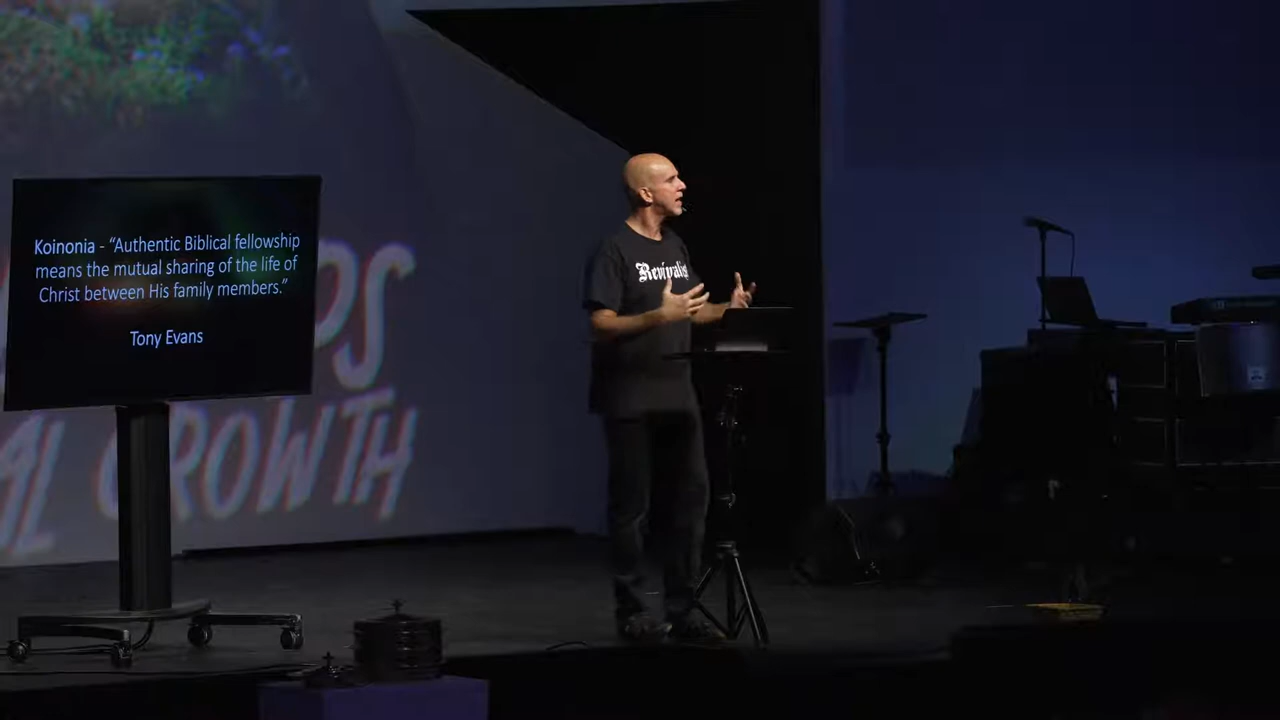 Koinonia - “Authentic Biblical fellowship
means the mutual sharing of the life of
Christ between His family members.”
Tony Evans
GROWTH
Revivalist